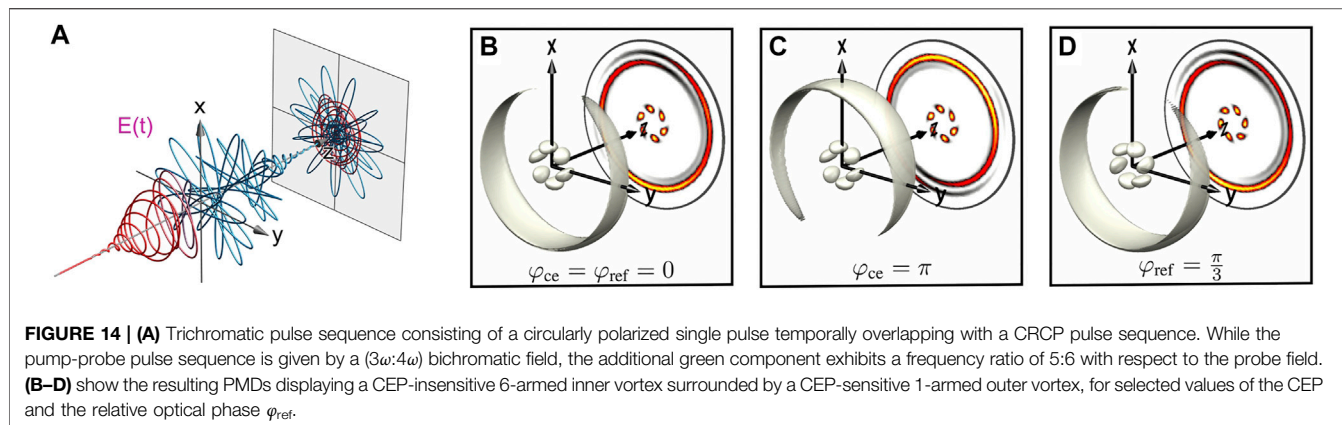 A
E(t)
x
y
z
B
x
z
y
φce = φref = 0
C
x
z
y
φce = π
D
x
z
y
φref = π/3
FIGURE 14 | (A) Trichromatic pulse sequence consisting of a circularly polarized single pulse temporally overlapping with a CRCP pulse sequence. While the
pump-probe pulse sequence is given by a (3ω:4ω) bichromatic field, the additional green component exhibits a frequency ratio of 5:6 with respect to the probe field.
(B–D) show the resulting PMDs displaying a CEP-insensitive 6-armed inner vortex surrounded by a CEP-sensitive 1-armed outer vortex, for selected values of the CEP
and the relative optical phase φref.